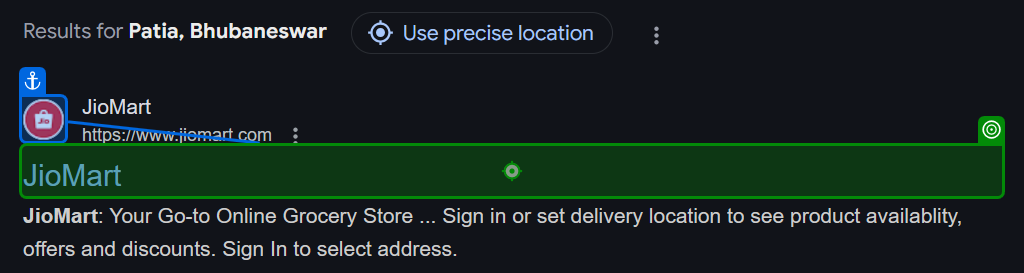 Results for Patia, Bhubaneswar
Use precise location
JioMart
https://www.jiomart.com
JioMart
JioMart: Your Go-to Online Grocery Store ... Sign in or set delivery location to see product availablity,
offers and discounts. Sign In to select address.